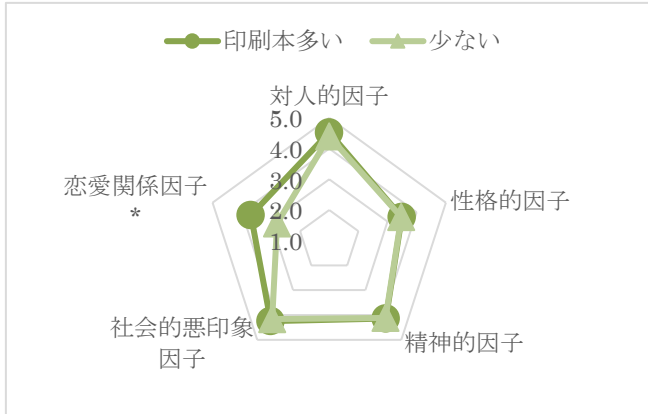 印刷本多い 少ない
対人的因子
5.0
4.0
3.0
2.0
1.0
恋愛関係因子
*
性格的因子
社会的悪印象
因子
精神的因子